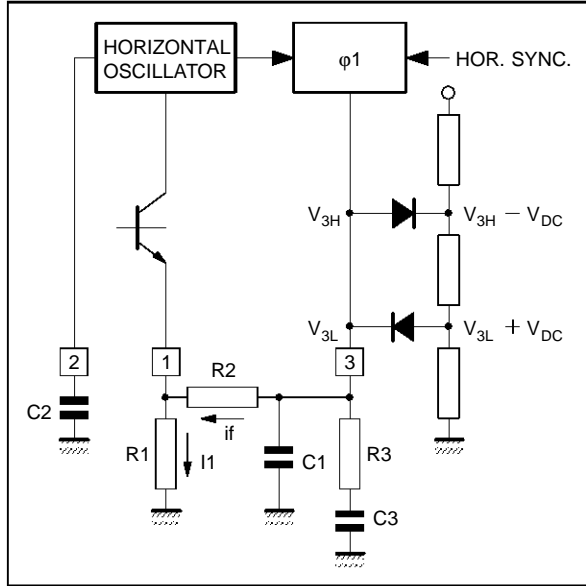 HORIZONTAL
OSCILLATOR
φ1
HOR. SYNC.
V3H
V3H − VDC
V3L
V3L + VDC
2
1
3
R2
C2
if
R1
I1
C1
R3
C3